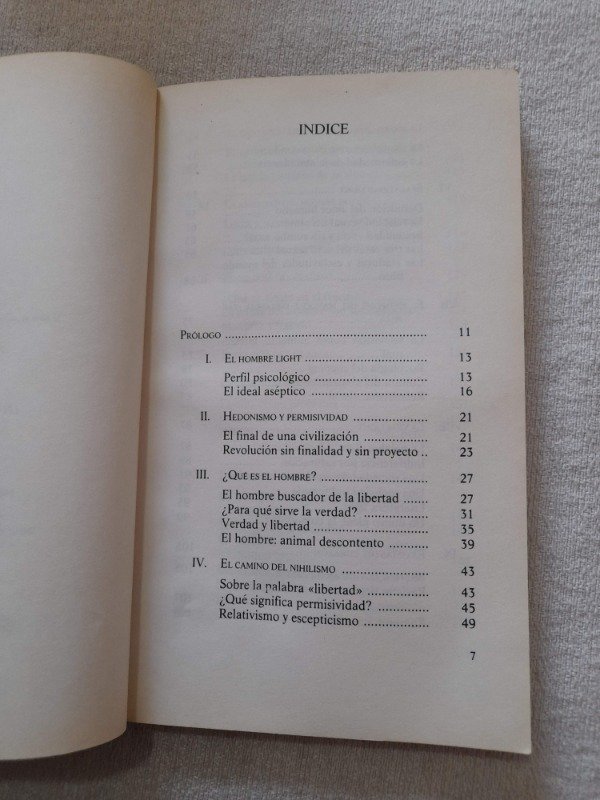 INDICE
PRÓLOGO .................................................. 11
I. EL HOMBRE LIGHT ............................... 13
Perfil psicológico ............................. 13
El ideal aséptico ............................... 16
II. HEDONISMO Y PERMISIVIDAD ................... 21
El final de una civilización ................ 21
Revolución sin finalidad y sin proyecto .. 23
III. ¿QUÉ ES EL HOMBRE? ........................... 27
El hombre buscador de la libertad ....... 27
¿Para qué sirve la verdad? ................. 31
Verdad y libertad ............................. 35
El hombre: animal descontento ........... 39
IV. EL CAMINO DEL NIHILISMO ...................... 43
Sobre la palabra «libertad» ................ 43
¿Qué significa permisividad? .............. 45
Relativismo y escepticismo ................. 49
7